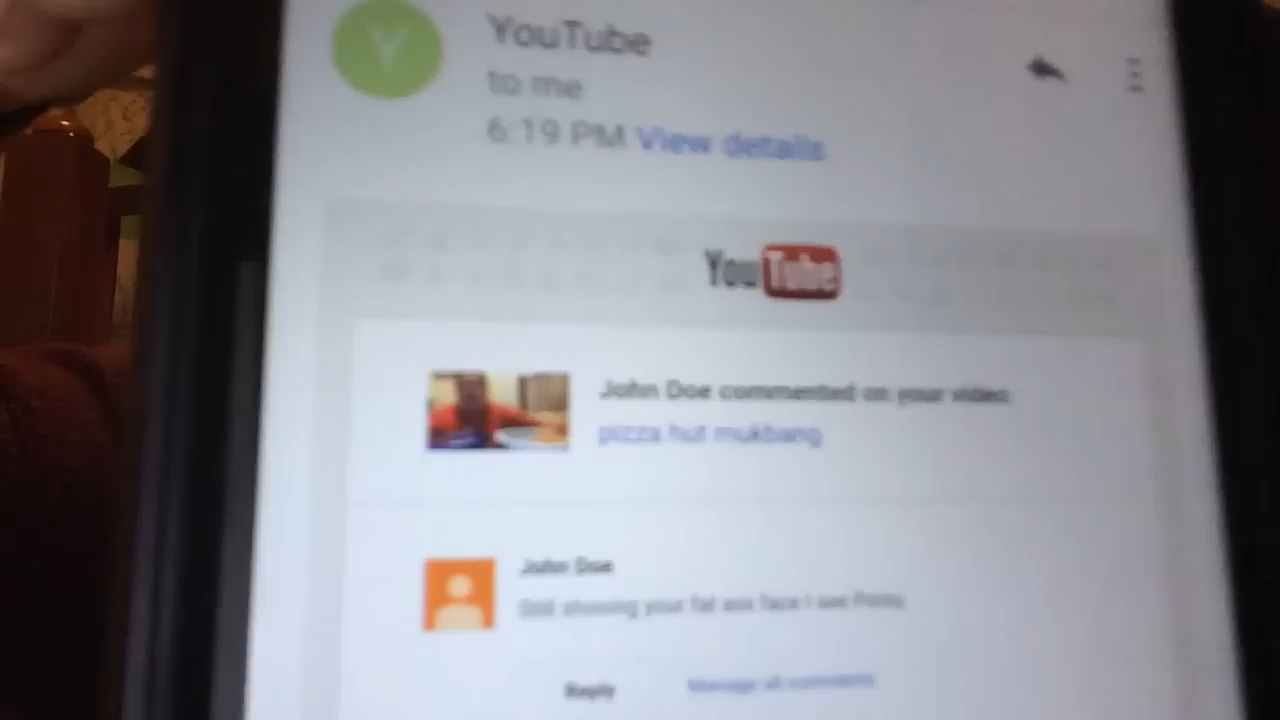 Y
YouTube
to me
6:19 PM View details
YouTube
John Doe commented on your video
pizza hut mukbang
John Doe
Still showing your fat ass face I see
Reply
Manage all comments